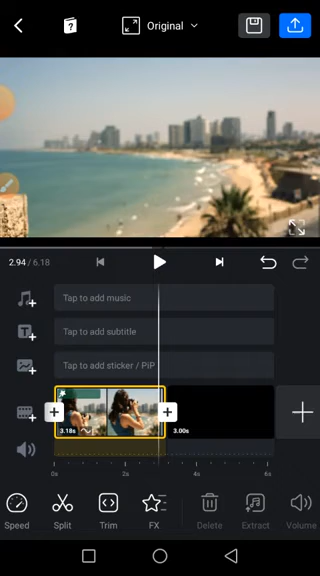 Original
2.94 / 6.18
Tap to add music
Tap to add subtitle
Tap to add sticker / PiP
3.18s
3.00s
0s 2s 4s 6s
Speed Split Trim FX Delete Extract Volume